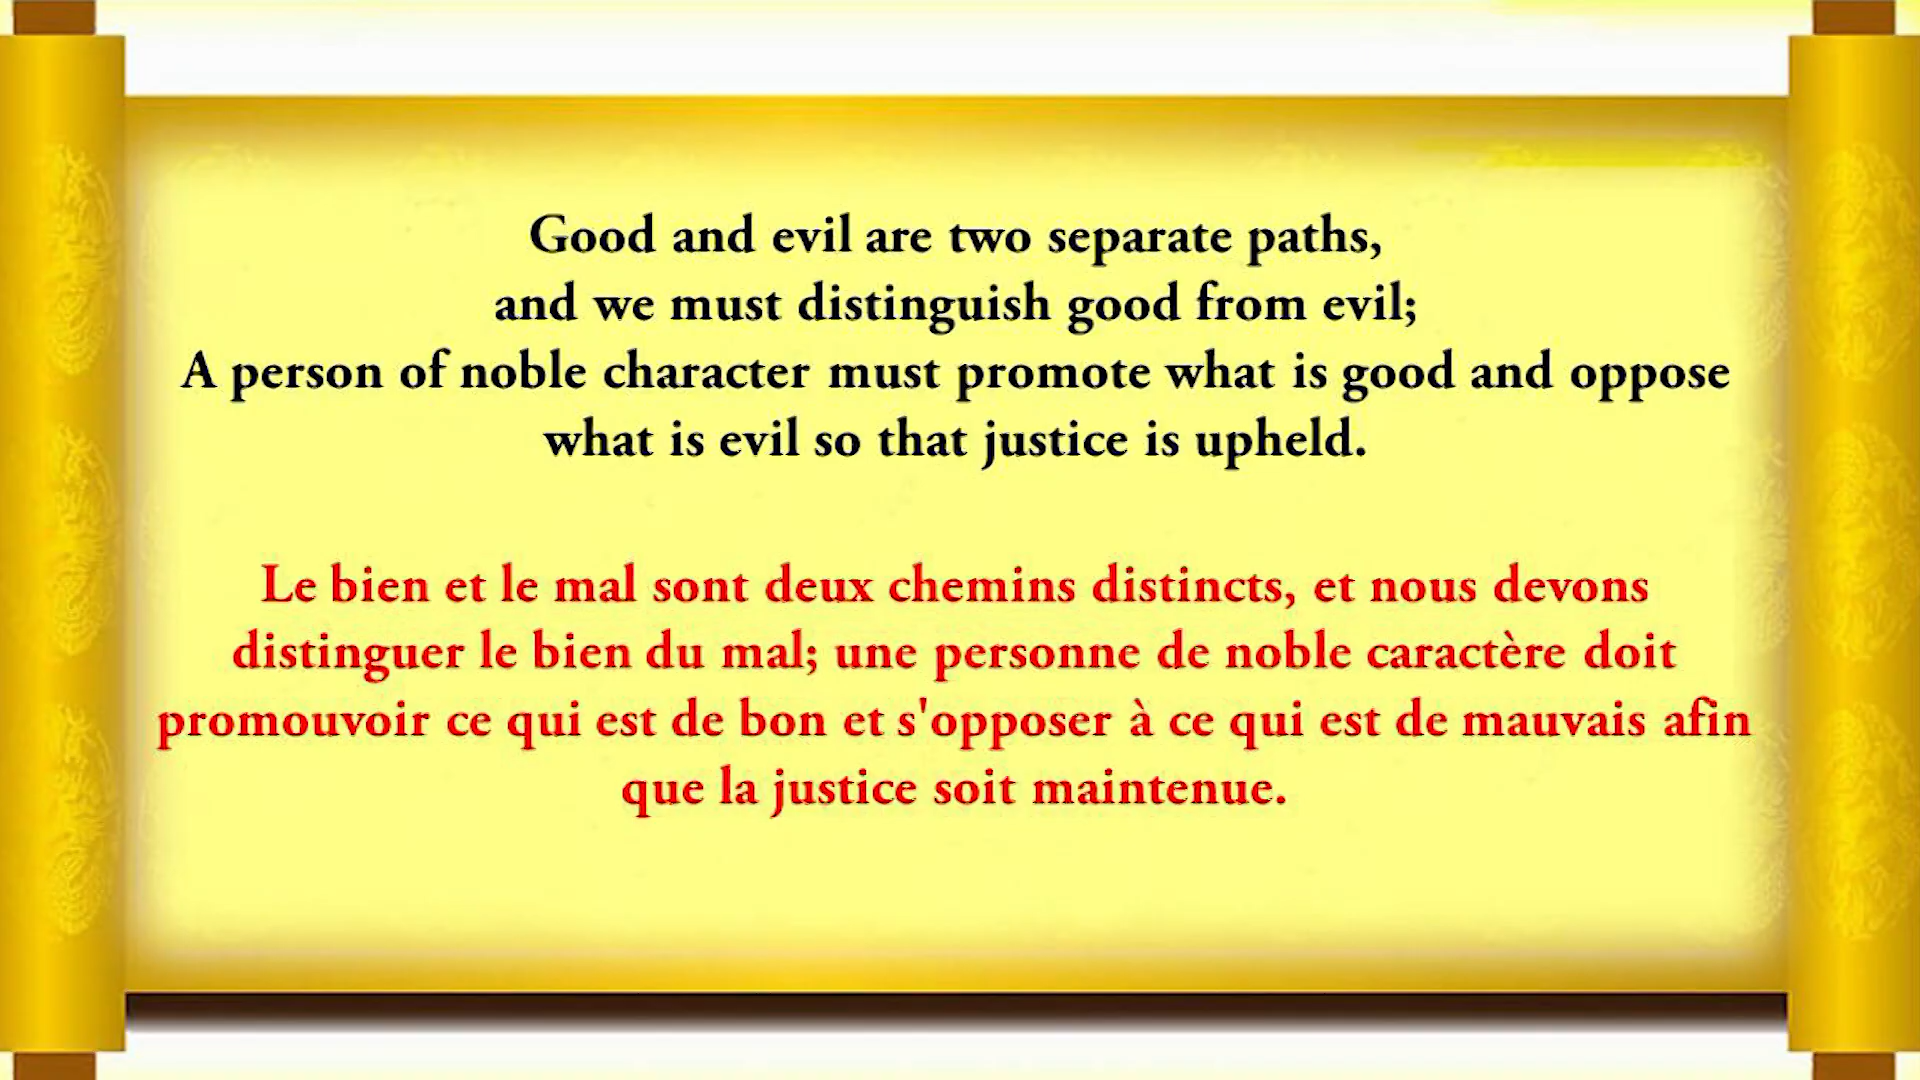 Good and evil are two separate paths,
and we must distinguish good from evil;
A person of noble character must promote what is good and oppose
what is evil so that justice is upheld.
Le bien et le mal sont deux chemins distincts, et nous devons
distinguer le bien du mal; une personne de noble caractère doit
promouvoir ce qui est de bon et s'opposer à ce qui est de mauvais afin
que la justice soit maintenue.